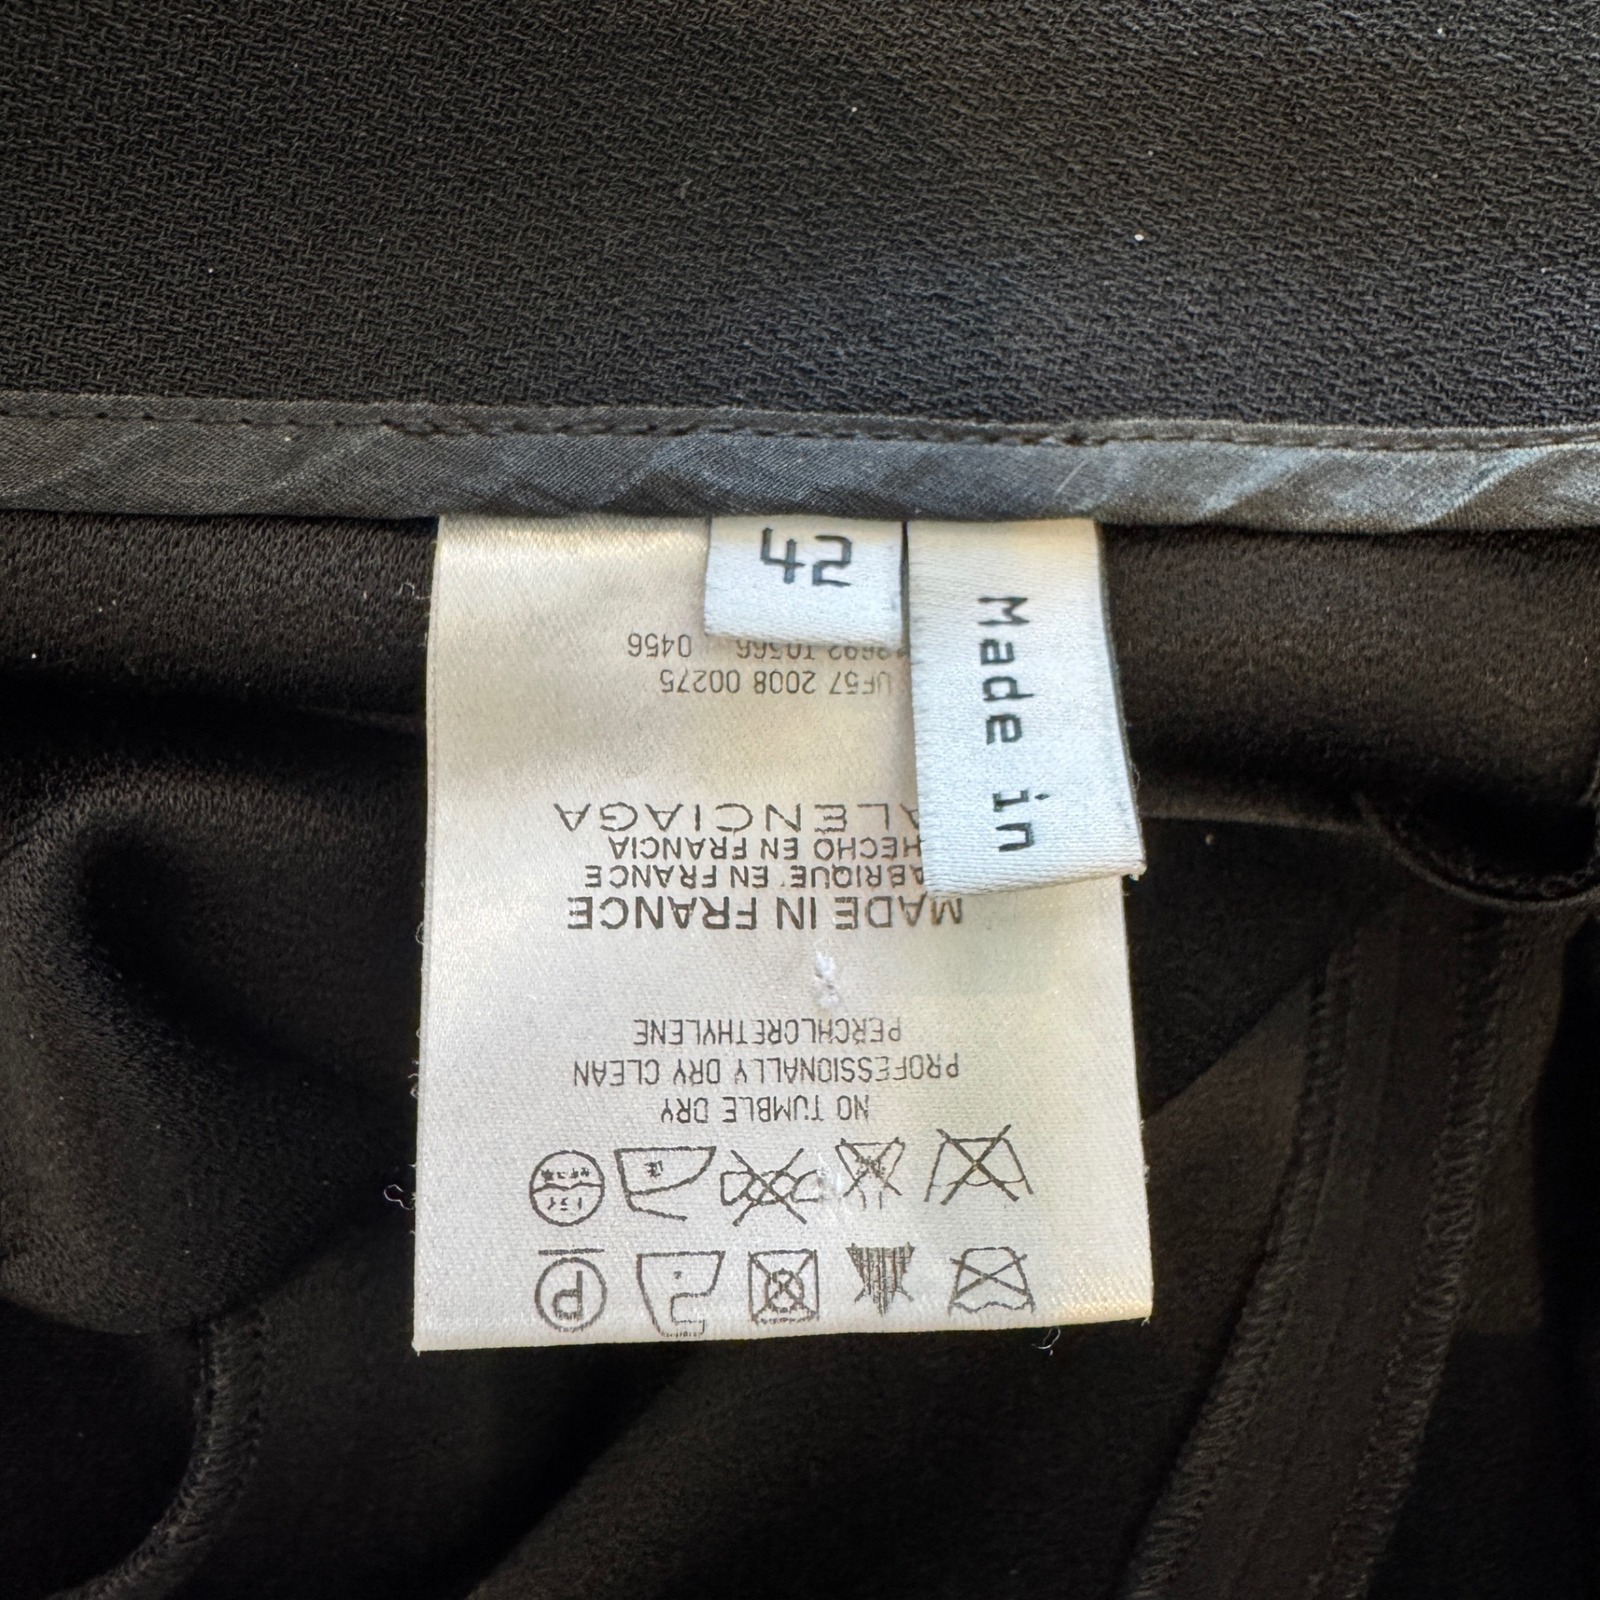 42
Made in
NO TUMBLE DRY
PROFESSIONALLY DRY CLEAN
PERCHLORETHYLENE
MADE IN FRANCE
ABRIQUE EN FRANCE
HECHO EN FRANCIA
ALENCIAGA
UF57 2008 00275
T0366 0456
P